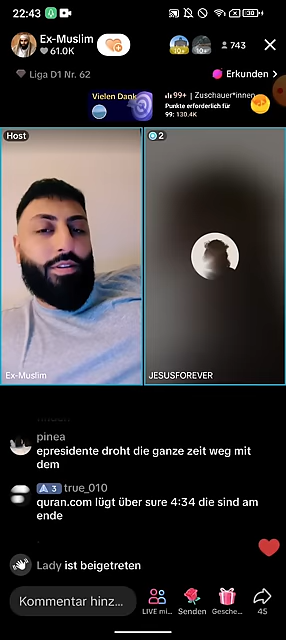 22:43
30
Ex-Muslim
61.0K
743
Liga D1 Nr. 62
Erkunden >
Vielen Dank
99+ | Zuschauer*innen
Punkte erforderlich für
99: 130.4K
Host
2
Ex-Muslim
JESUSFOREVER
pinea
epresidente droht die ganze zeit weg mit
dem
3 true_010
quran.com lügt über sure 4:34 die sind am
ende
Lady ist beigetreten
Kommentar hinz...
LIVE mi...
Senden
Gesche...
45